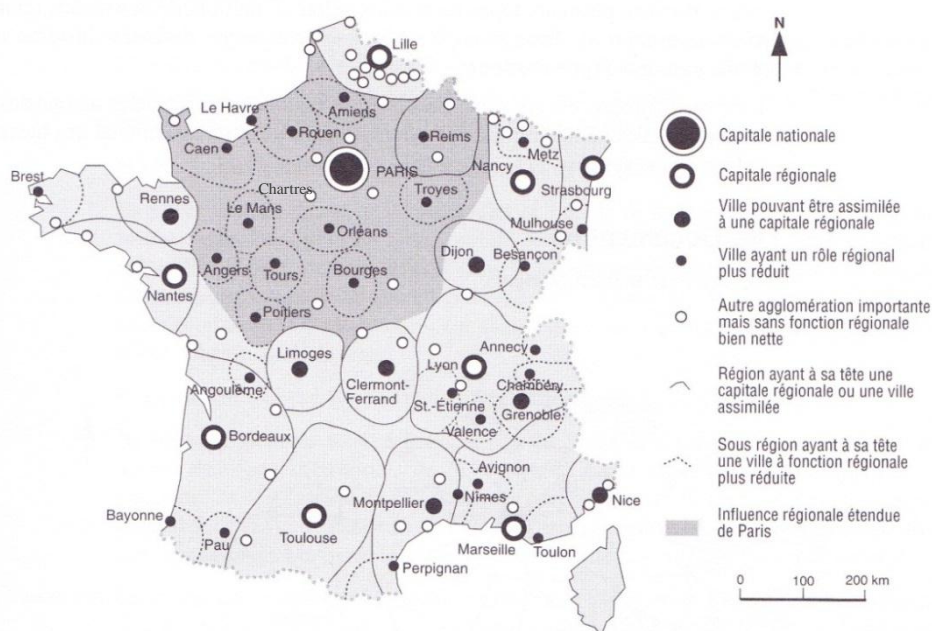 N
Lille
Le Havre
Amiens
Rouen
Reims
Caen
Metz
Nancy
PARIS
Strasbourg
Brest
Chartres
Troyes
Rennes
Le Mans
Mulhouse
Orléans
Dijon
Besançon
Angers
Tours
Bourges
Nantes
Poitiers
Limoges
Annecy
Lyon
Clermont-
Ferrand
Chambéry
Angoulême
St.-Étienne
Grenoble
Valence
Bordeaux
Avignon
Montpellier
Nîmes
Nice
Bayonne
Pau
Toulouse
Marseille
Toulon
Perpignan
Capitale nationale
Capitale régionale
Ville pouvant être assimilée
à une capitale régionale
Ville ayant un rôle régional
plus réduit
Autre agglomération importante
mais sans fonction régionale
bien nette
Région ayant à sa tête une
capitale régionale ou une ville
assimilée
Sous région ayant à sa tête
une ville à fonction régionale
plus réduite
Influence régionale étendue
de Paris
0 100 200 km